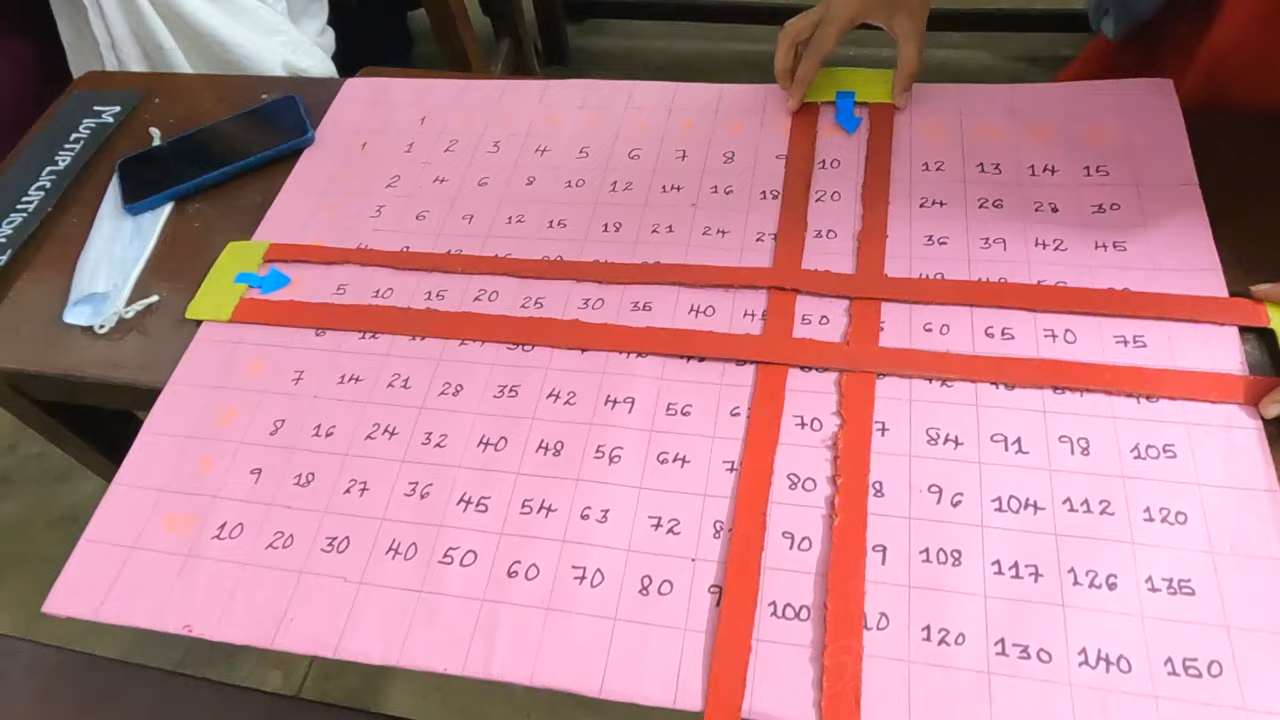 MULTIPLICATION
1
1 1 2 3 4 5 6 7 8 9 10 12 13 14 15
2 4 6 8 10 12 14 16 18 20 24 26 28 30
3 6 9 12 15 18 21 24 27 30 36 39 42 45
5 10 15 20 25 30 35 40 45 50 60 65 70 75
7 14 21 28 35 42 49 56 70 84 91 98 105
8 16 24 32 40 48 56 64 80 96 104 112 120
9 18 27 36 45 54 63 72 90 108 117 126 135
10 20 30 40 50 60 70 80 100 120 130 140 150